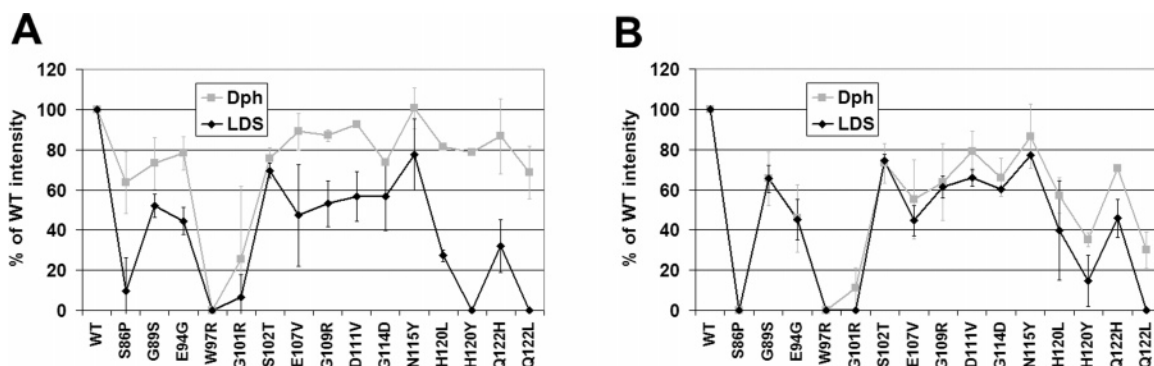 A
B
% of WT intensity
120
100
80
60
40
20
0
Dph
LDS
WT
S86P
G89S
E94G
W97R
G101R
S102T
E107V
G109R
D111V
G114D
N115Y
H120L
H120Y
Q122H
Q122L
% of WT intensity
120
100
80
60
40
20
0
Dph
LDS
WT
S86P
G89S
E94G
W97R
G101R
S102T
E107V
G109R
D111V
G114D
N115Y
H120L
H120Y
Q122H
Q122L